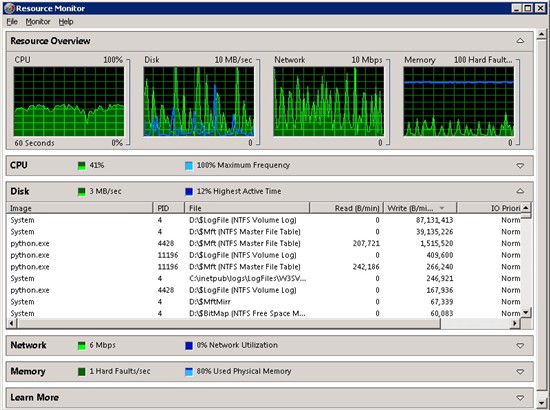 Resource Monitor
File Monitor Help
Resource Overview
CPU 100%
60 Seconds 0%
Disk 10 MB/sec
0
Network 10 Mbps
0
Memory 100 Hard Fault...
0
CPU 41% 100% Maximum Frequency
Disk 3 MB/sec 12% Highest Active Time
Image PID File Read (B/min) Write (B/mi... IO Priori
System 4 D:\$LogFile (NTFS Volume Log) 0 87,131,413 Norm
System 4 D:\$Mft (NTFS Master File Table) 0 39,135,226 Norm
python.exe 4428 D:\$Mft (NTFS Master File Table) 207,721 1,515,520 Norm
python.exe 11196 D:\$LogFile (NTFS Volume Log) 0 409,600 Norm
python.exe 11196 D:\$Mft (NTFS Master File Table) 242,186 266,240 Norm
System 4 C:\inetpub\logs\LogFiles\W3SV... 0 246,921 Norm
python.exe 4428 D:\$LogFile (NTFS Volume Log) 0 167,936 Norm
System 4 D:\$MftMirr 0 67,339 Norm
System 4 D:\$BitMap (NTFS Free Space M... 0 60,083 Norm
Network 6 Mbps 0% Network Utilization
Memory 1 Hard Faults/sec 80% Used Physical Memory
Learn More